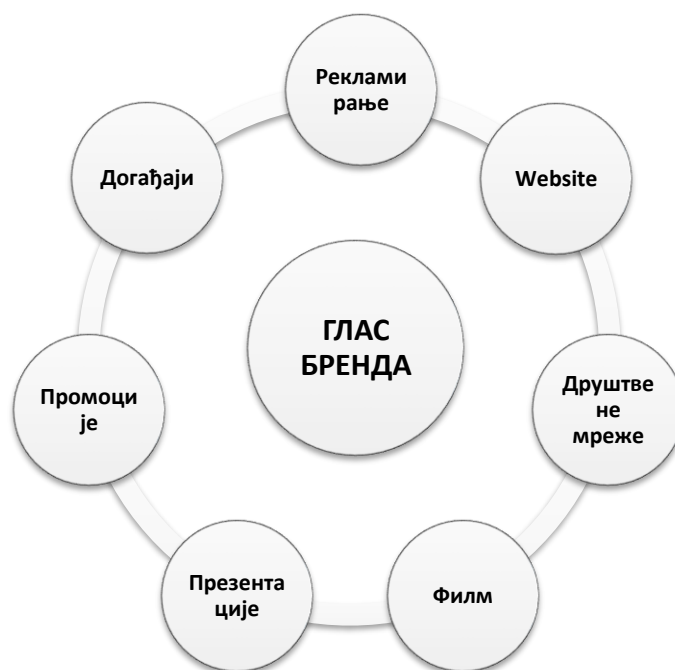 Реклами
рање
Website
Друштве
не
мреже
Филм
Презента
ције
Промоци
је
Догађаји
ГЛАС
БРЕНДА